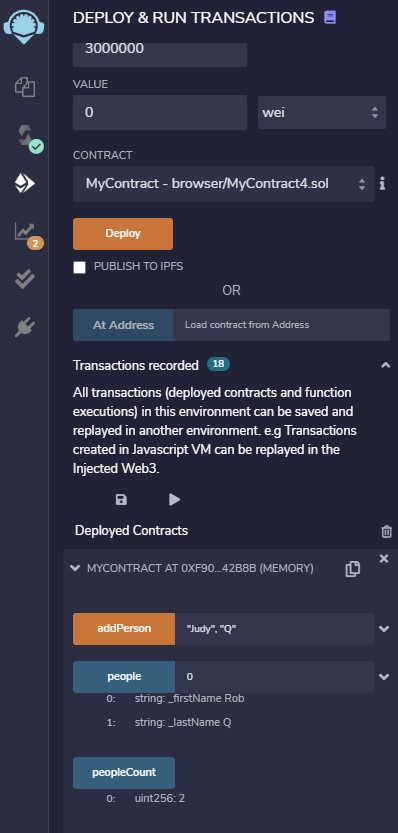 DEPLOY & RUN TRANSACTIONS
3000000
VALUE
0
wei
CONTRACT
MyContract - browser/MyContract4.sol
Deploy
PUBLISH TO IPFS
OR
At Address
Load contract from Address
2
Transactions recorded 18
All transactions (deployed contracts and function
executions) in this environment can be saved and
replayed in another environment. e.g Transactions
created in Javascript VM can be replayed in the
Injected Web3.
Deployed Contracts
MYCONTRACT AT 0XF90...42B8B (MEMORY)
addPerson
"Judy", "Q"
people
0
0: string: _firstName Rob
1: string: _lastName Q
peopleCount
0: uint256: 2